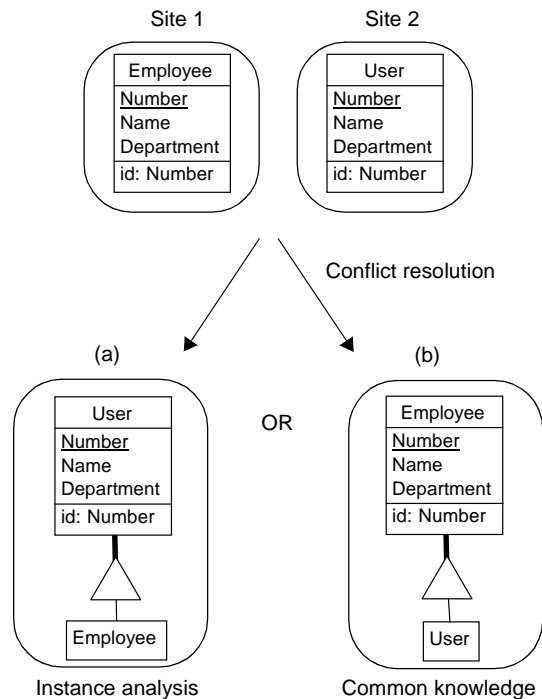 Site 1
Site 2
Employee
Number
Name
Department
id: Number
User
Number
Name
Department
id: Number
Conflict resolution
(a)
(b)
User
Number
Name
Department
id: Number
Employee
OR
Employee
Number
Name
Department
id: Number
User
Instance analysis
Common knowledge